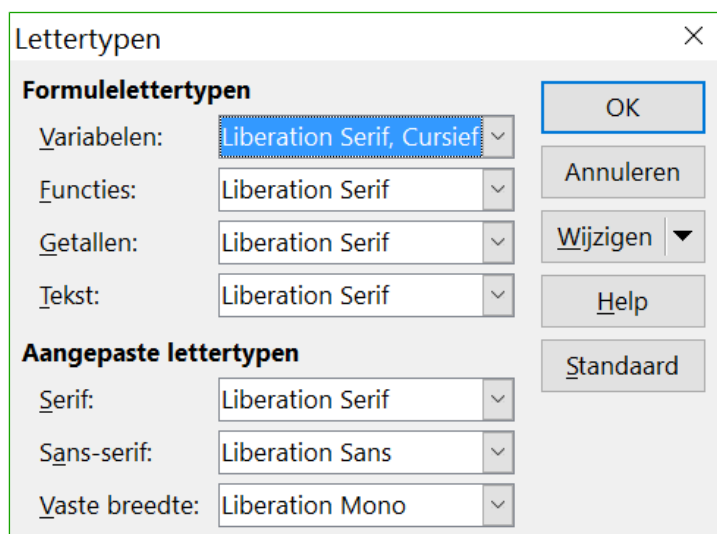 Lettertypen
Formulelettertypen
Variabelen: Liberation Serif, Cursief
Functies: Liberation Serif
Getallen: Liberation Serif
Tekst: Liberation Serif
Aangepaste lettertypen
Serif: Liberation Serif
Sans-serif: Liberation Sans
Vaste breedte: Liberation Mono
OK
Annuleren
Wijzigen
Help
Standaard